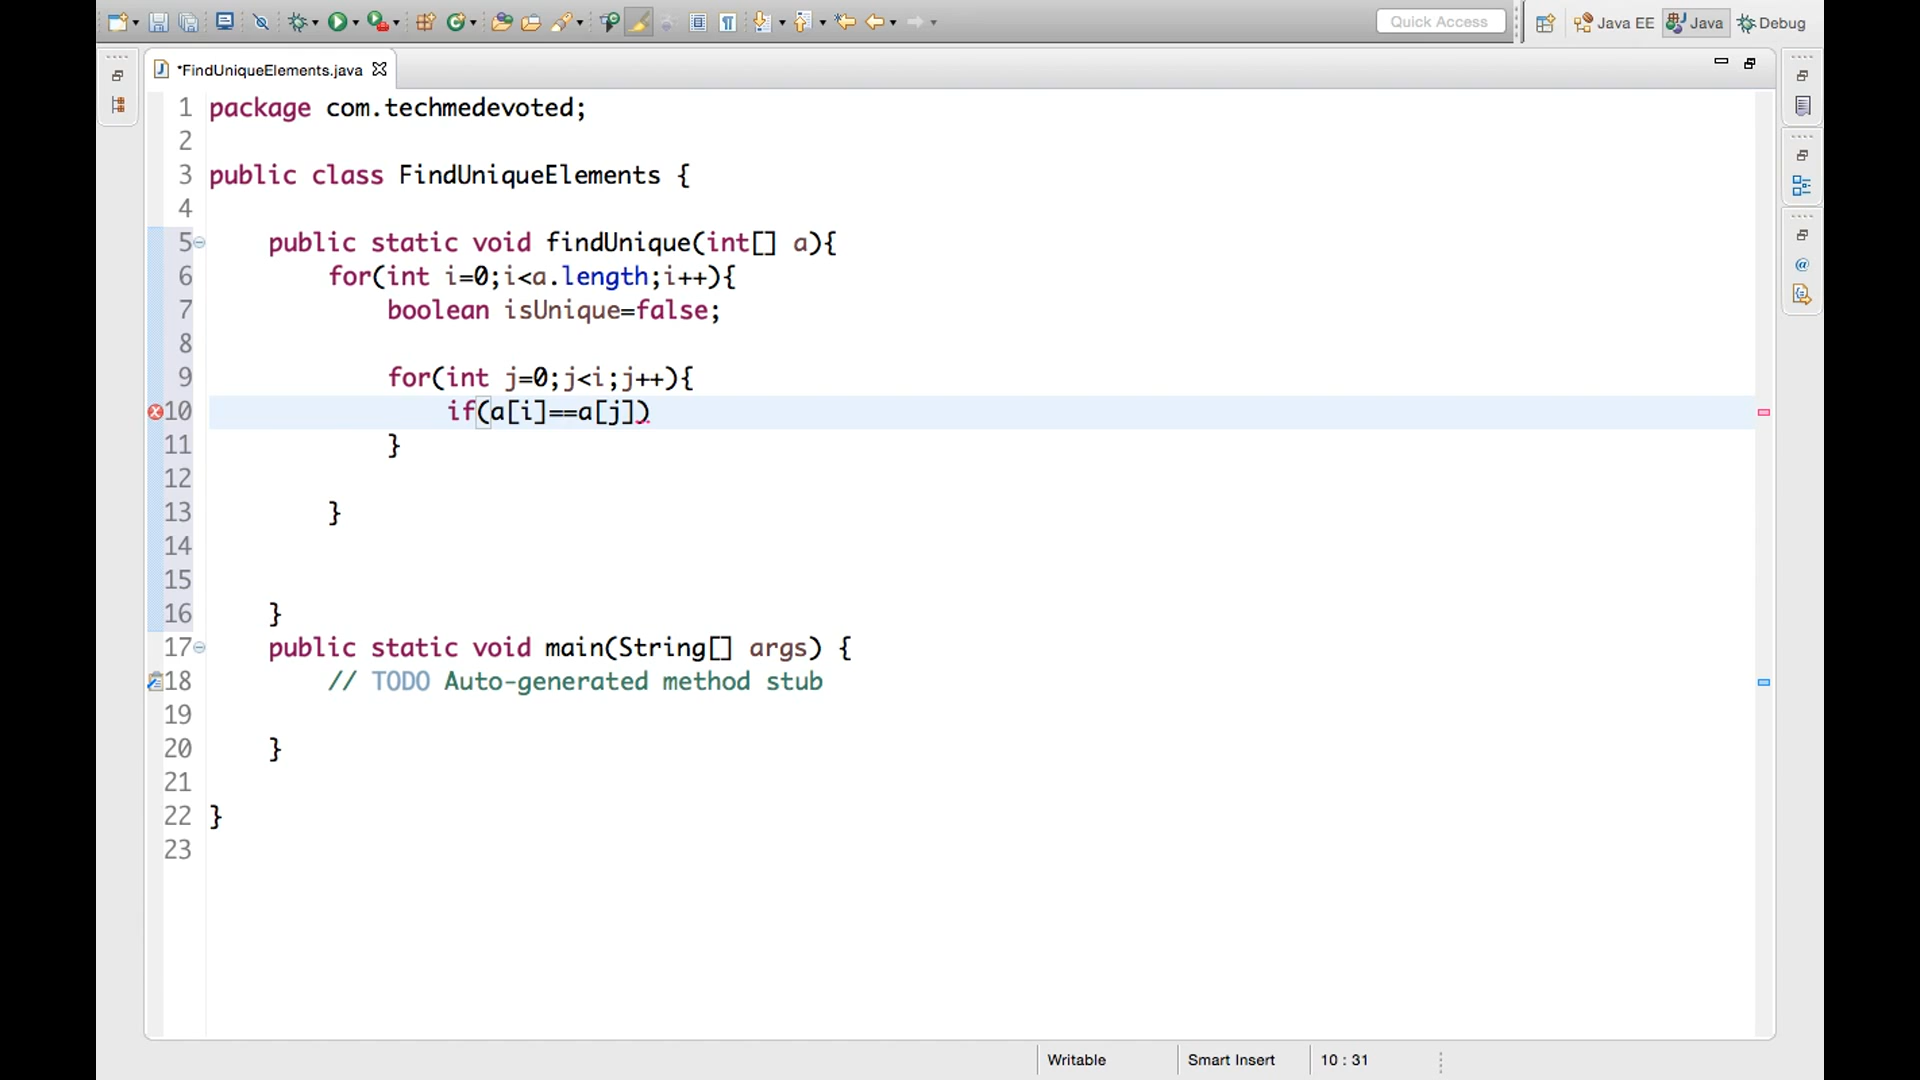 Quick Access
Java EE
Java
Debug
*FindUniqueElements.java
1 package com.techmedevoted;
2
3 public class FindUniqueElements {
4
5 public static void findUnique(int[] a){
6 for(int i=0;i<a.length;i++){
7 boolean isUnique=false;
8
9 for(int j=0;j<i;j++){
10 if(a[i]==a[j])
11 }
12
13 }
14
15
16 }
17 public static void main(String[] args) {
18 // TODO Auto-generated method stub
19
20 }
21
22 }
23
Writable
Smart Insert
10 : 31